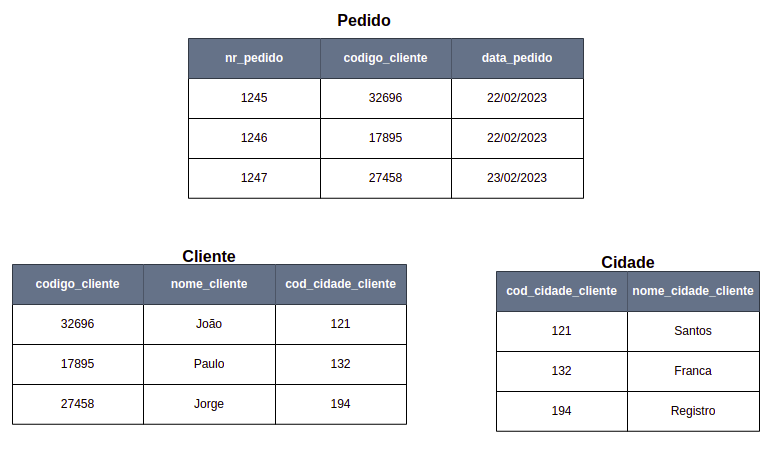 Pedido
nr_pedido codigo_cliente data_pedido
1245 32696 22/02/2023
1246 17895 22/02/2023
1247 27458 23/02/2023
Cliente
codigo_cliente nome_cliente cod_cidade_cliente
32696 João 121
17895 Paulo 132
27458 Jorge 194
Cidade
cod_cidade_cliente nome_cidade_cliente
121 Santos
132 Franca
194 Registro